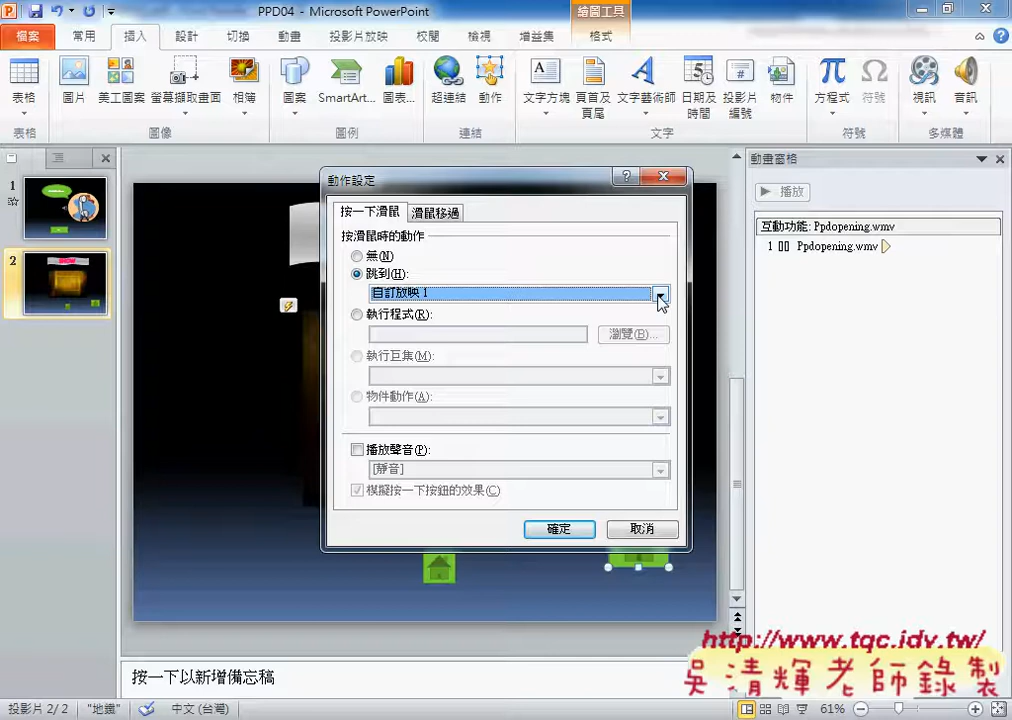 PPD04 - Microsoft PowerPoint
繪圖工具
檔案 常用 插入 設計 切換 動畫 投影片放映 校閱 檢視 增益集 格式
表格 圖片 美工圖案 螢幕擷取畫面 相簿 圖案 SmartArt... 圖表... 超連結 動作 文字方塊 頁首及頁尾 文字藝術師 日期及時間 投影片編號 物件 方程式 符號 視訊 音訊
表格 圖像 圖例 連結 文字 符號 多媒體
1
2
動作設定
按一下滑鼠 滑鼠移過
按滑鼠時的動作
無(N)
跳到(H):
自訂放映 1
執行程式(R):
瀏覽(B)...
執行巨集(M):
物件動作(A):
播放聲音(P):
[靜音]
模擬按一下按鈕的效果(C)
確定 取消
動畫窗格
播放
互動功能: Ppdopening.wmv
1 Ppdopening.wmv
按一下以新增備忘稿
http://www.tqc.idv.tw/
吳清輝老師錄製
投影片 2/ 2 "地鐵" 中文 (台灣) 61%